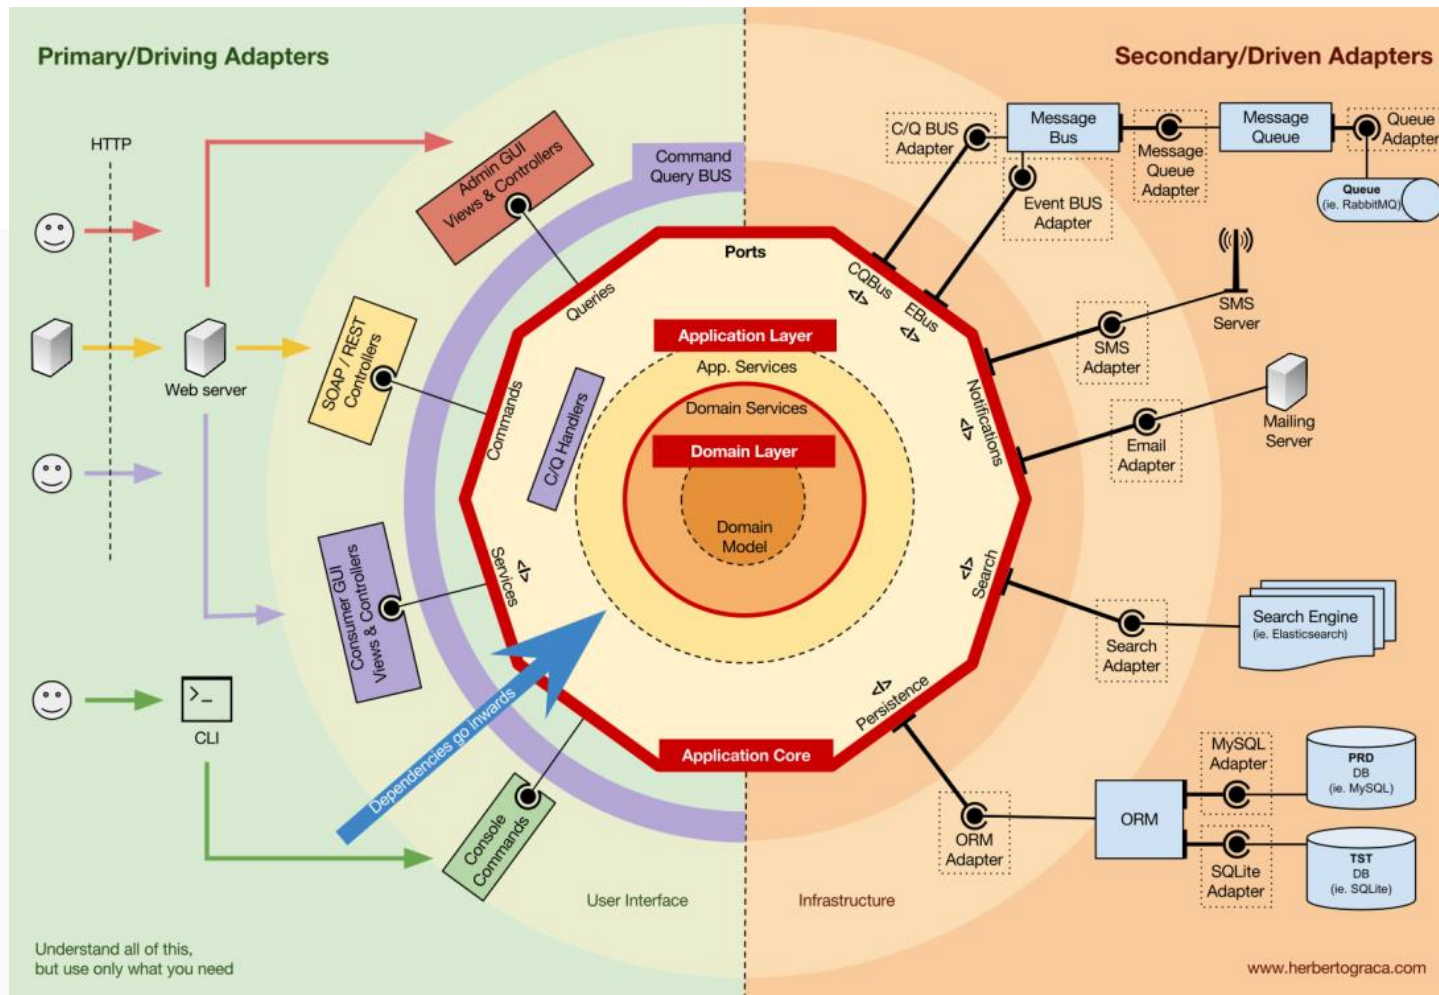 Primary/Driving Adapters
Secondary/Driven Adapters
HTTP
Web server
CLI
Admin GUI
Views & Controllers
SOAP / REST
Controllers
Consumer GUI
Views & Controllers
Console
Commands
Command
Query BUS
Dependencies go inwards
Ports
Queries
Commands
Services
</>
C/Q Handlers
Application Layer
App. Services
Domain Services
Domain Layer
Domain
Model
Application Core
CQBus
</>
EBus
</>
Notifications
</>
Search
</>
Persistence
</>
C/Q BUS
Adapter
Message
Bus
Event BUS
Adapter
Message
Queue
Adapter
Message
Queue
Queue
Adapter
Queue
(ie. RabbitMQ)
SMS
Server
SMS
Adapter
Mailing
Server
Email
Adapter
Search Engine
(ie. Elasticsearch)
Search
Adapter
ORM
Adapter
ORM
MySQL
Adapter
PRD
DB
(ie. MySQL)
SQLite
Adapter
TST
DB
(ie. SQLite)
User Interface
Infrastructure
Understand all of this,
but use only what you need
www.herbertograca.com